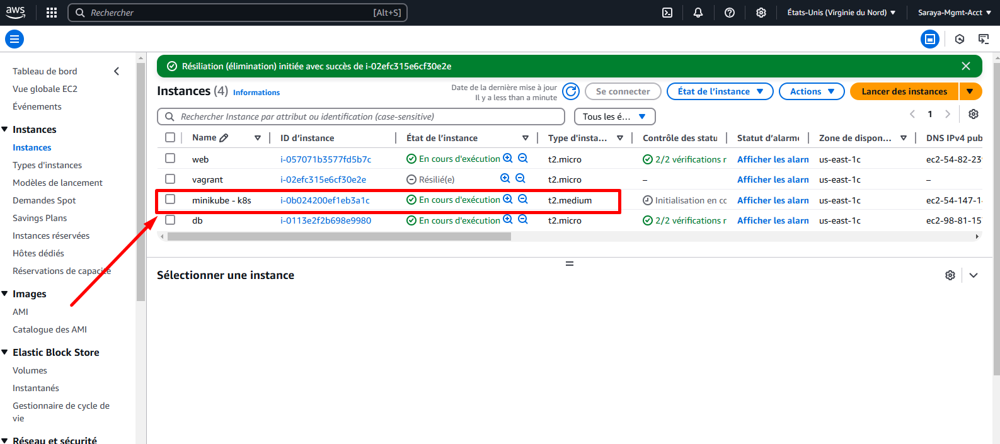 aws Rechercher [Alt+S] États-Unis (Virginie du Nord) Saraya-Mgmt-Acct
Tableau de bord
Vue globale EC2
Événements
Instances
Instances
Types d'instances
Modèles de lancement
Demandes Spot
Savings Plans
Instances réservées
Hôtes dédiés
Réservations de capacité
Images
AMI
Catalogue des AMI
Elastic Block Store
Volumes
Instantanés
Gestionnaire de cycle de
vie
Réseau et sécurité
Résiliation (élimination) initiée avec succès de i-02efc315e6cf30e2e
Instances (4) Informations
Date de la dernière mise à jour
Il y a less than a minute
Se connecter État de l'instance Actions Lancer des instances
Rechercher Instance par attribut ou identification (case-sensitive) Tous les é... 1
Name ID d'instance État de l'instance Type d'insta... Contrôle des statu Statut d'alarme Zone de dispon... DNS IPv4 pub
web i-057071b3577fd5b7c En cours d'exécution t2.micro 2/2 vérifications r Afficher les alarn us-east-1c ec2-54-82-23
vagrant i-02efc315e6cf30e2e Résilié(e) t2.micro – Afficher les alarn us-east-1c –
minikube - k8s i-0b024200ef1eb3a1c En cours d'exécution t2.medium Initialisation en cc Afficher les alarn us-east-1c ec2-54-147-1
db i-0113e2f2b698e9980 En cours d'exécution t2.micro 2/2 vérifications r Afficher les alarn us-east-1c ec2-98-81-15
Sélectionner une instance